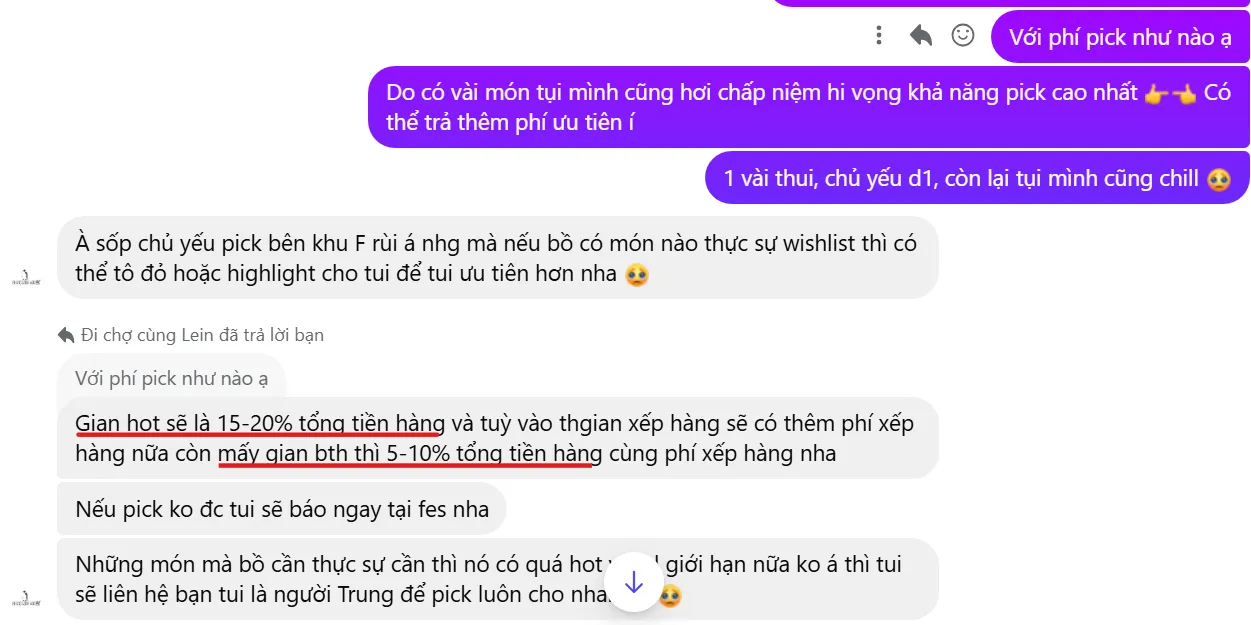 Với phí pick như nào ạ
Do có vài món tụi mình cũng hơi chấp niệm hi vọng khả năng pick cao nhất 👉👈 Có
thể trả thêm phí ưu tiên í
1 vài thui, chủ yếu d1, còn lại tụi mình cũng chill 🥹
À sốp chủ yếu pick bên khu F rùi á nhg mà nếu bồ có món nào thực sự wishlist thì có
thể tô đỏ hoặc highlight cho tui để tui ưu tiên hơn nha 🥹
Đi chợ cùng Lein đã trả lời bạn
Với phí pick như nào ạ
Gian hot sẽ là 15-20% tổng tiền hàng và tuỳ vào thgian xếp hàng sẽ có thêm phí xếp
hàng nữa còn mấy gian bth thì 5-10% tổng tiền hàng cùng phí xếp hàng nha
Nếu pick ko đc tui sẽ báo ngay tại fes nha
Những món mà bồ cần thực sự cần thì nó có quá hot giới hạn nữa ko á thì tui
sẽ liên hệ bạn tui là người Trung để pick luôn cho nha 🥹